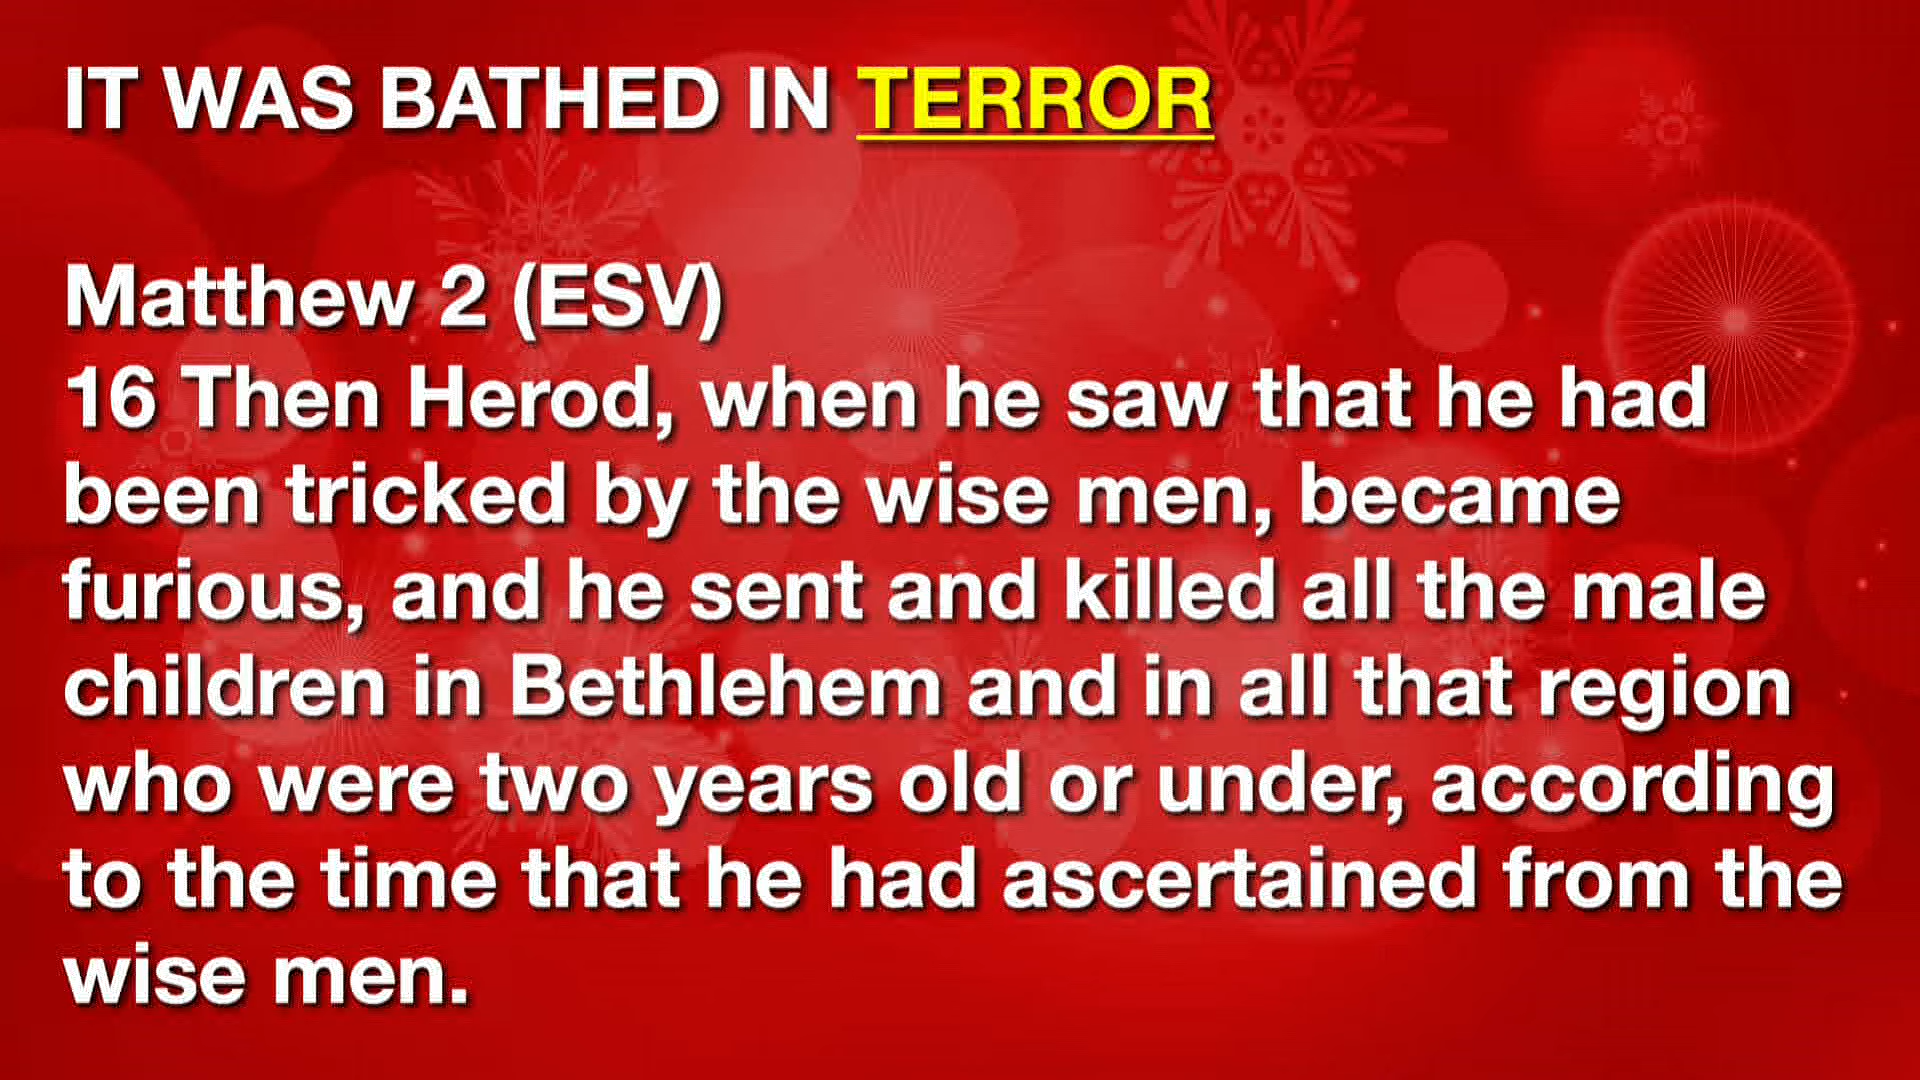 IT WAS BATHED IN TERROR
Matthew 2 (ESV)
16 Then Herod, when he saw that he had
been tricked by the wise men, became
furious, and he sent and killed all the male
children in Bethlehem and in all that region
who were two years old or under, according
to the time that he had ascertained from the
wise men.